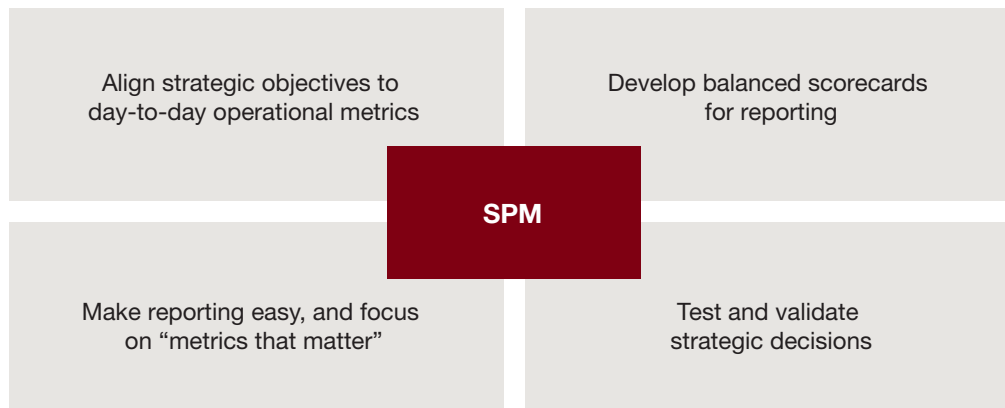 Align strategic objectives to
day-to-day operational metrics
Develop balanced scorecards
for reporting
SPM
Make reporting easy, and focus
on “metrics that matter”
Test and validate
strategic decisions